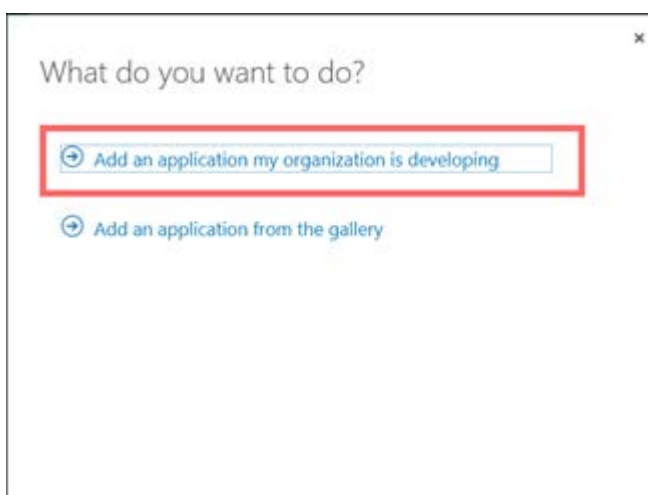 What do you want to do?
Add an application my organization is developing
Add an application from the gallery